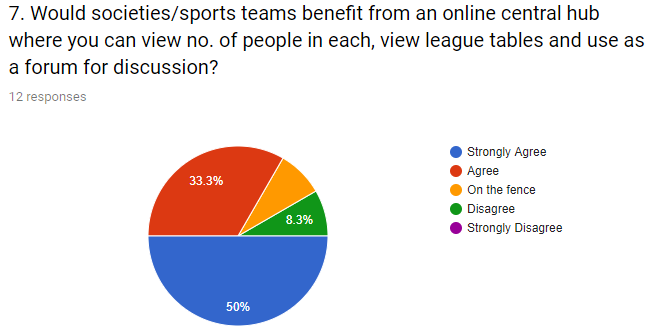 7. Would societies/sports teams benefit from an online central hub
where you can view no. of people in each, view league tables and use as
a forum for discussion?
12 responses
33.3%
8.3%
50%
Strongly Agree
Agree
On the fence
Disagree
Strongly Disagree